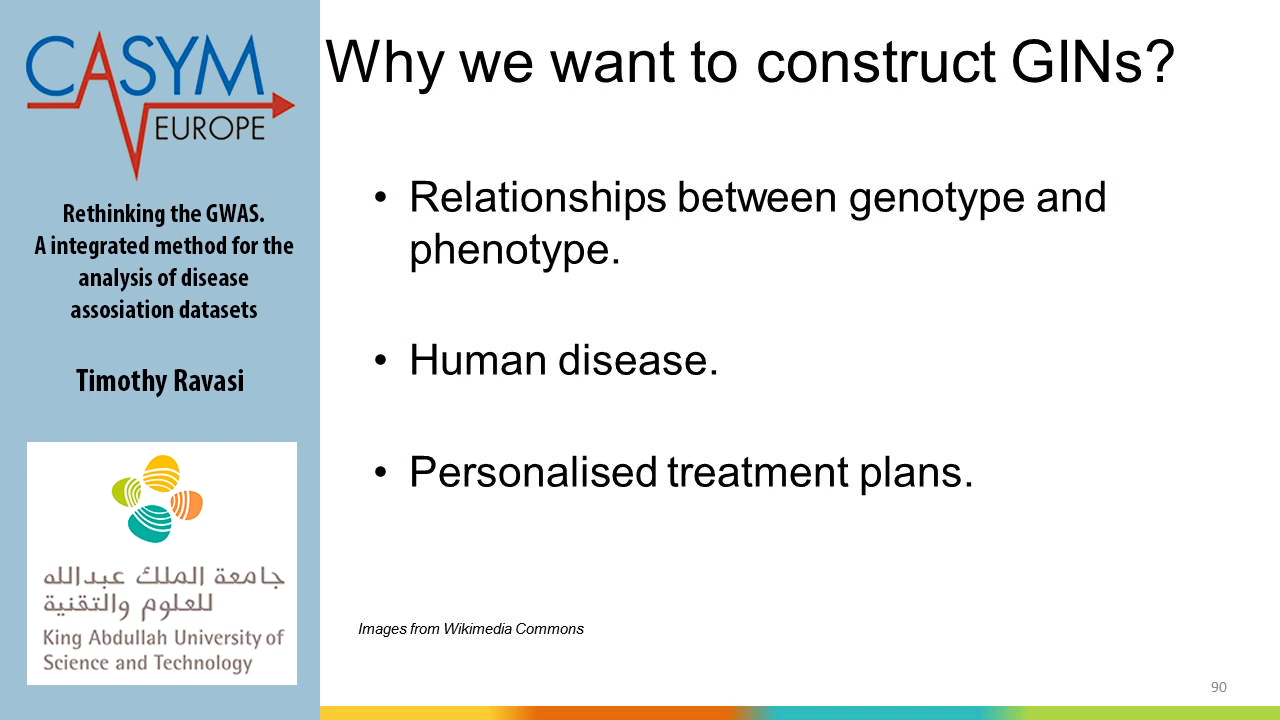 CASYM
EUROPE
Rethinking the GWAS.
A integrated method for the
analysis of disease
assosiation datasets
Timothy Ravasi
جامعة الملك عبدالله
للعلوم والتقنية
King Abdullah University of
Science and Technology
Why we want to construct GINs?
• Relationships between genotype and
phenotype.
• Human disease.
• Personalised treatment plans.
Images from Wikimedia Commons
90